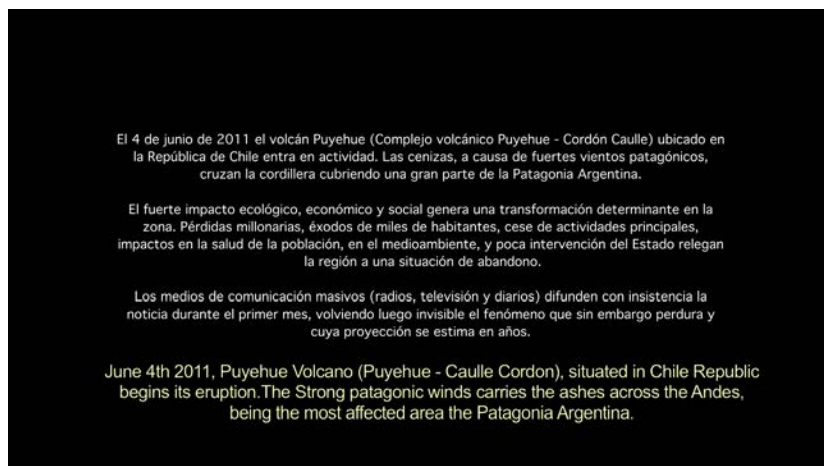 El 4 de junio de 2011 el volcán Puyehue (Complejo volcánico Puyehue - Cordón Caulle) ubicado en
la República de Chile entra en actividad. Las cenizas, a causa de fuertes vientos patagónicos,
cruzan la cordillera cubriendo una gran parte de la Patagonia Argentina.
El fuerte impacto ecológico, económico y social genera una transformación determinante en la
zona. Pérdidas millonarias, éxodos de miles de habitantes, cese de actividades principales,
impactos en la salud de la población, en el medioambiente, y poca intervención del Estado relegan
la región a una situación de abandono.
Los medios de comunicación masivos (radios, televisión y diarios) difunden con insistencia la
noticia durante el primer mes, volviendo luego invisible el fenómeno que sin embargo perdura y
cuya proyección se estima en años.
June 4th 2011, Puyehue Volcano (Puyehue - Caulle Cordon), situated in Chile Republic
begins its eruption.The Strong patagonic winds carries the ashes across the Andes,
being the most affected area the Patagonia Argentina.